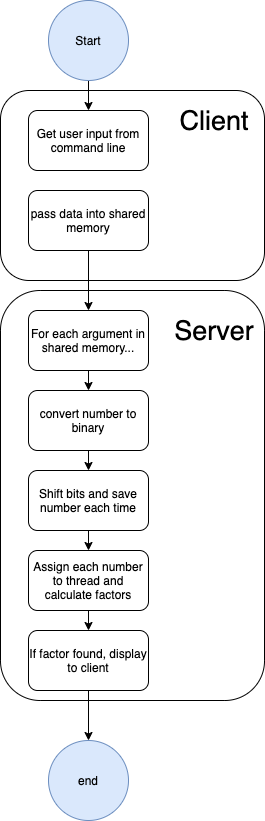 Start
Client
Get user input from
command line
pass data into shared
memory
Server
For each argument in
shared memory...
convert number to
binary
Shift bits and save
number each time
Assign each number
to thread and
calculate factors
If factor found, display
to client
end